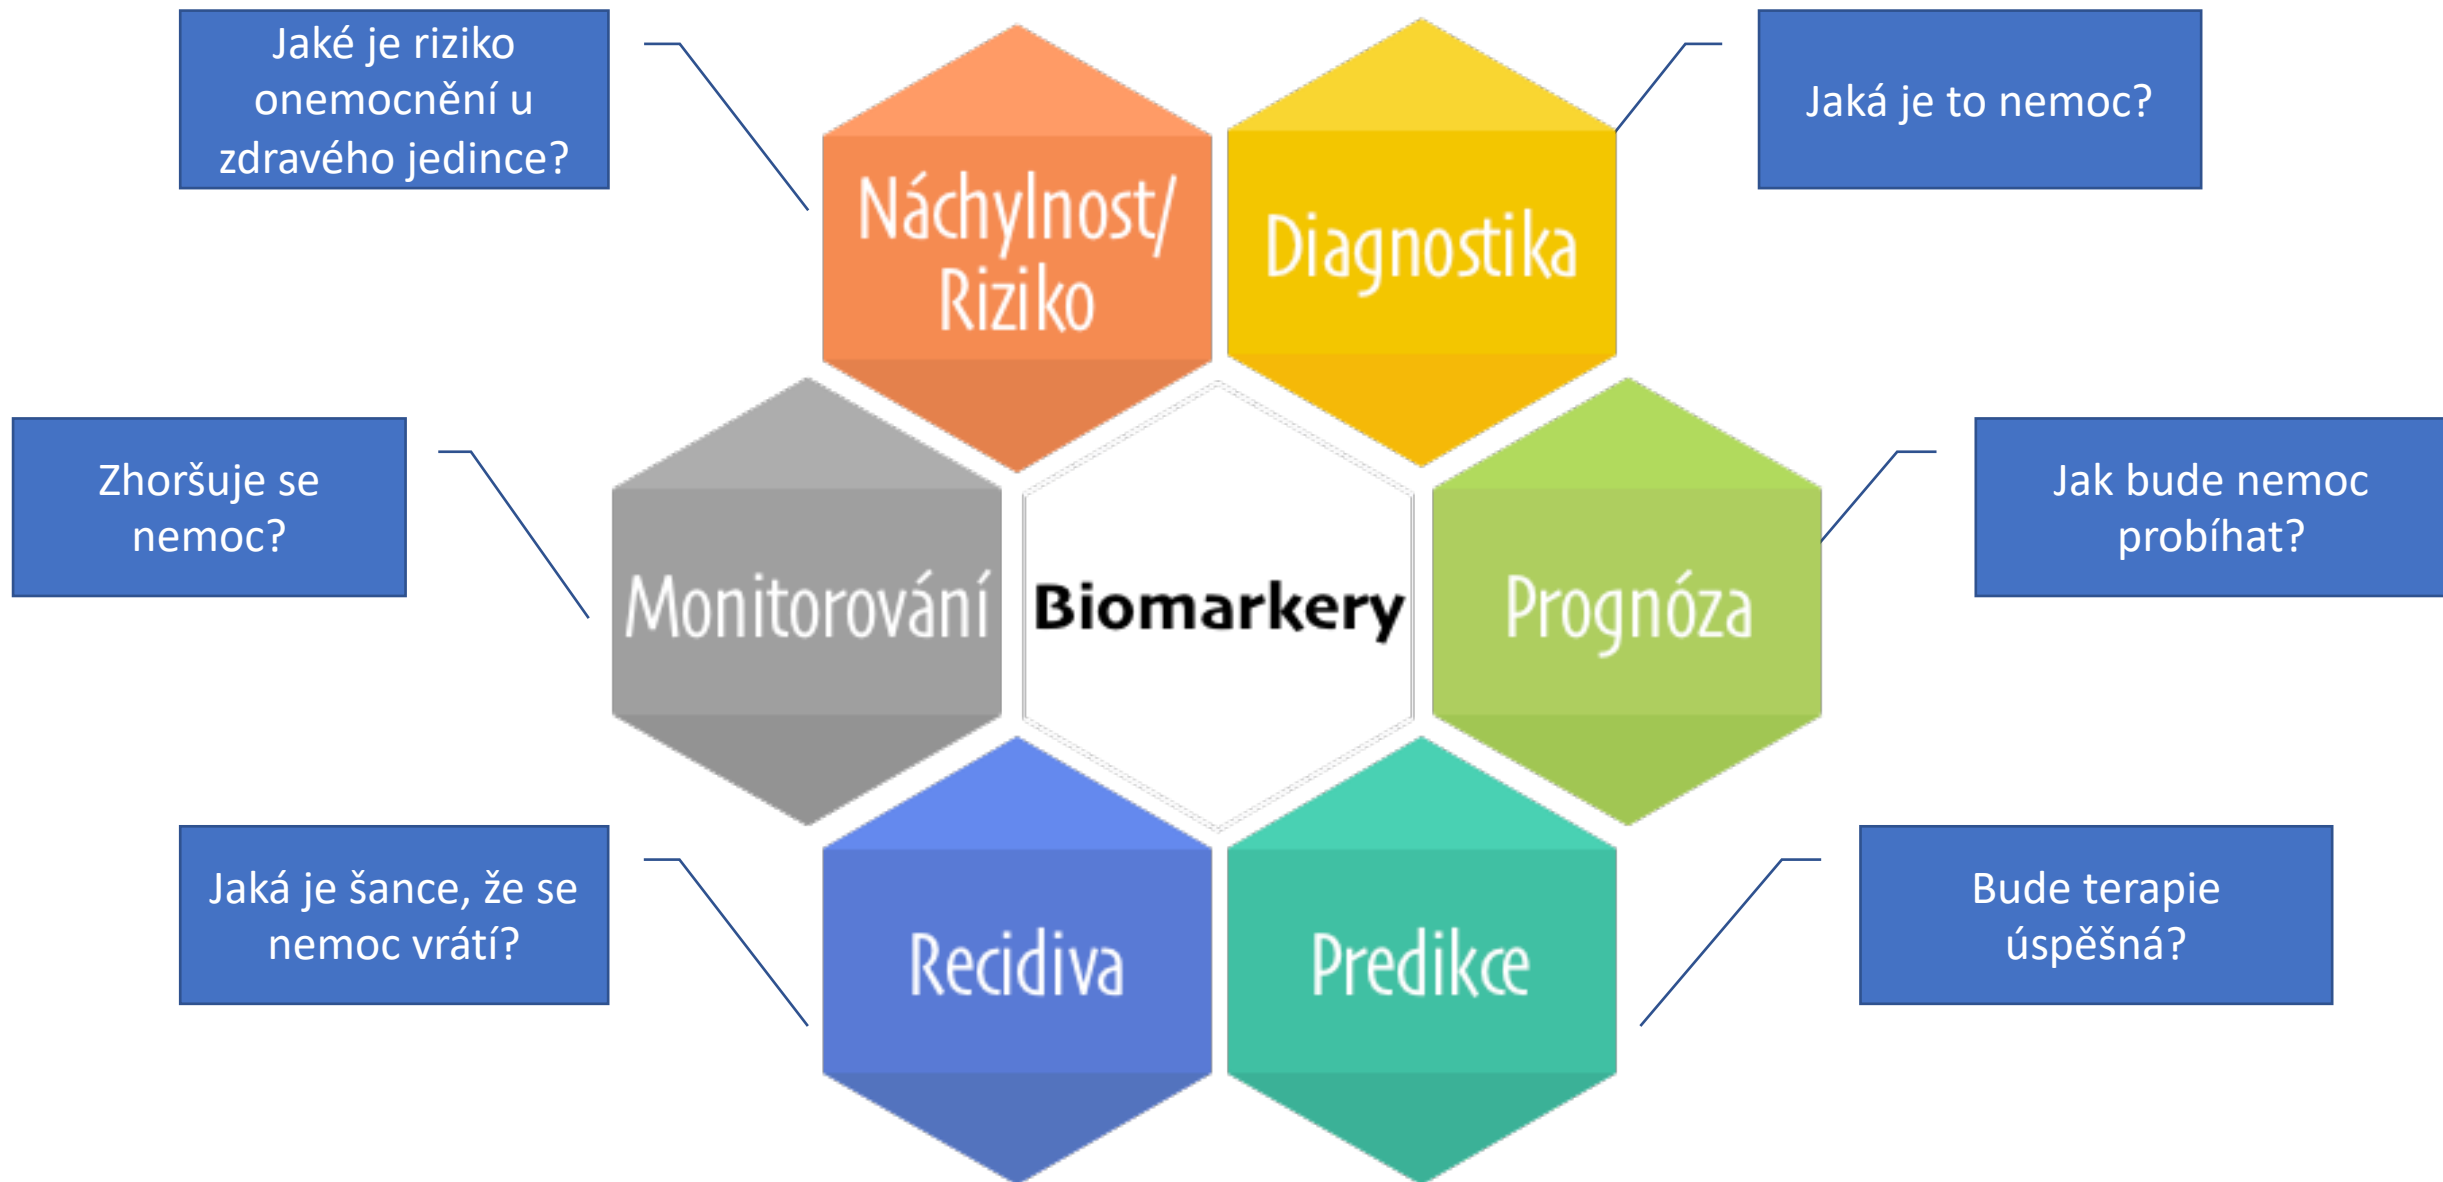 Jaké je riziko
onemocnění u
zdravého jedince?
Náchylnost/
Riziko
Diagnostika
Jaká je to nemoc?
Zhoršuje se
nemoc?
Monitorování
Biomarkery
Prognóza
Jak bude nemoc
probíhat?
Jaká je šance, že se
nemoc vrátí?
Recidiva
Predikce
Bude terapie
úspěšná?